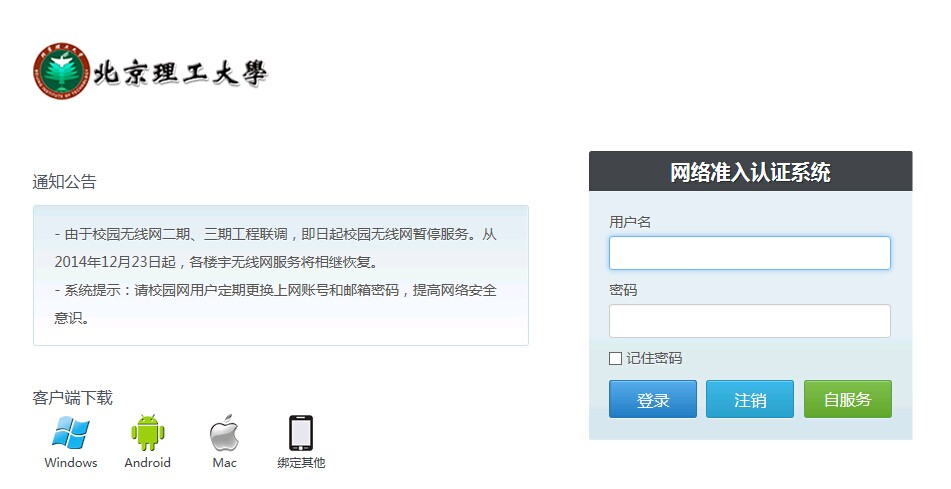 北京理工大學
通知公告
- 由于校园无线网二期、三期工程联调，即日起校园无线网暂停服务。从
2014年12月23日起，各楼宇无线网服务将相继恢复。
- 系统提示：请校园网用户定期更换上网账号和邮箱密码，提高网络安全
意识。
客户端下载
Windows
Android
Mac
绑定其他
网络准入认证系统
用户名
密码
记住密码
登录
注销
自服务